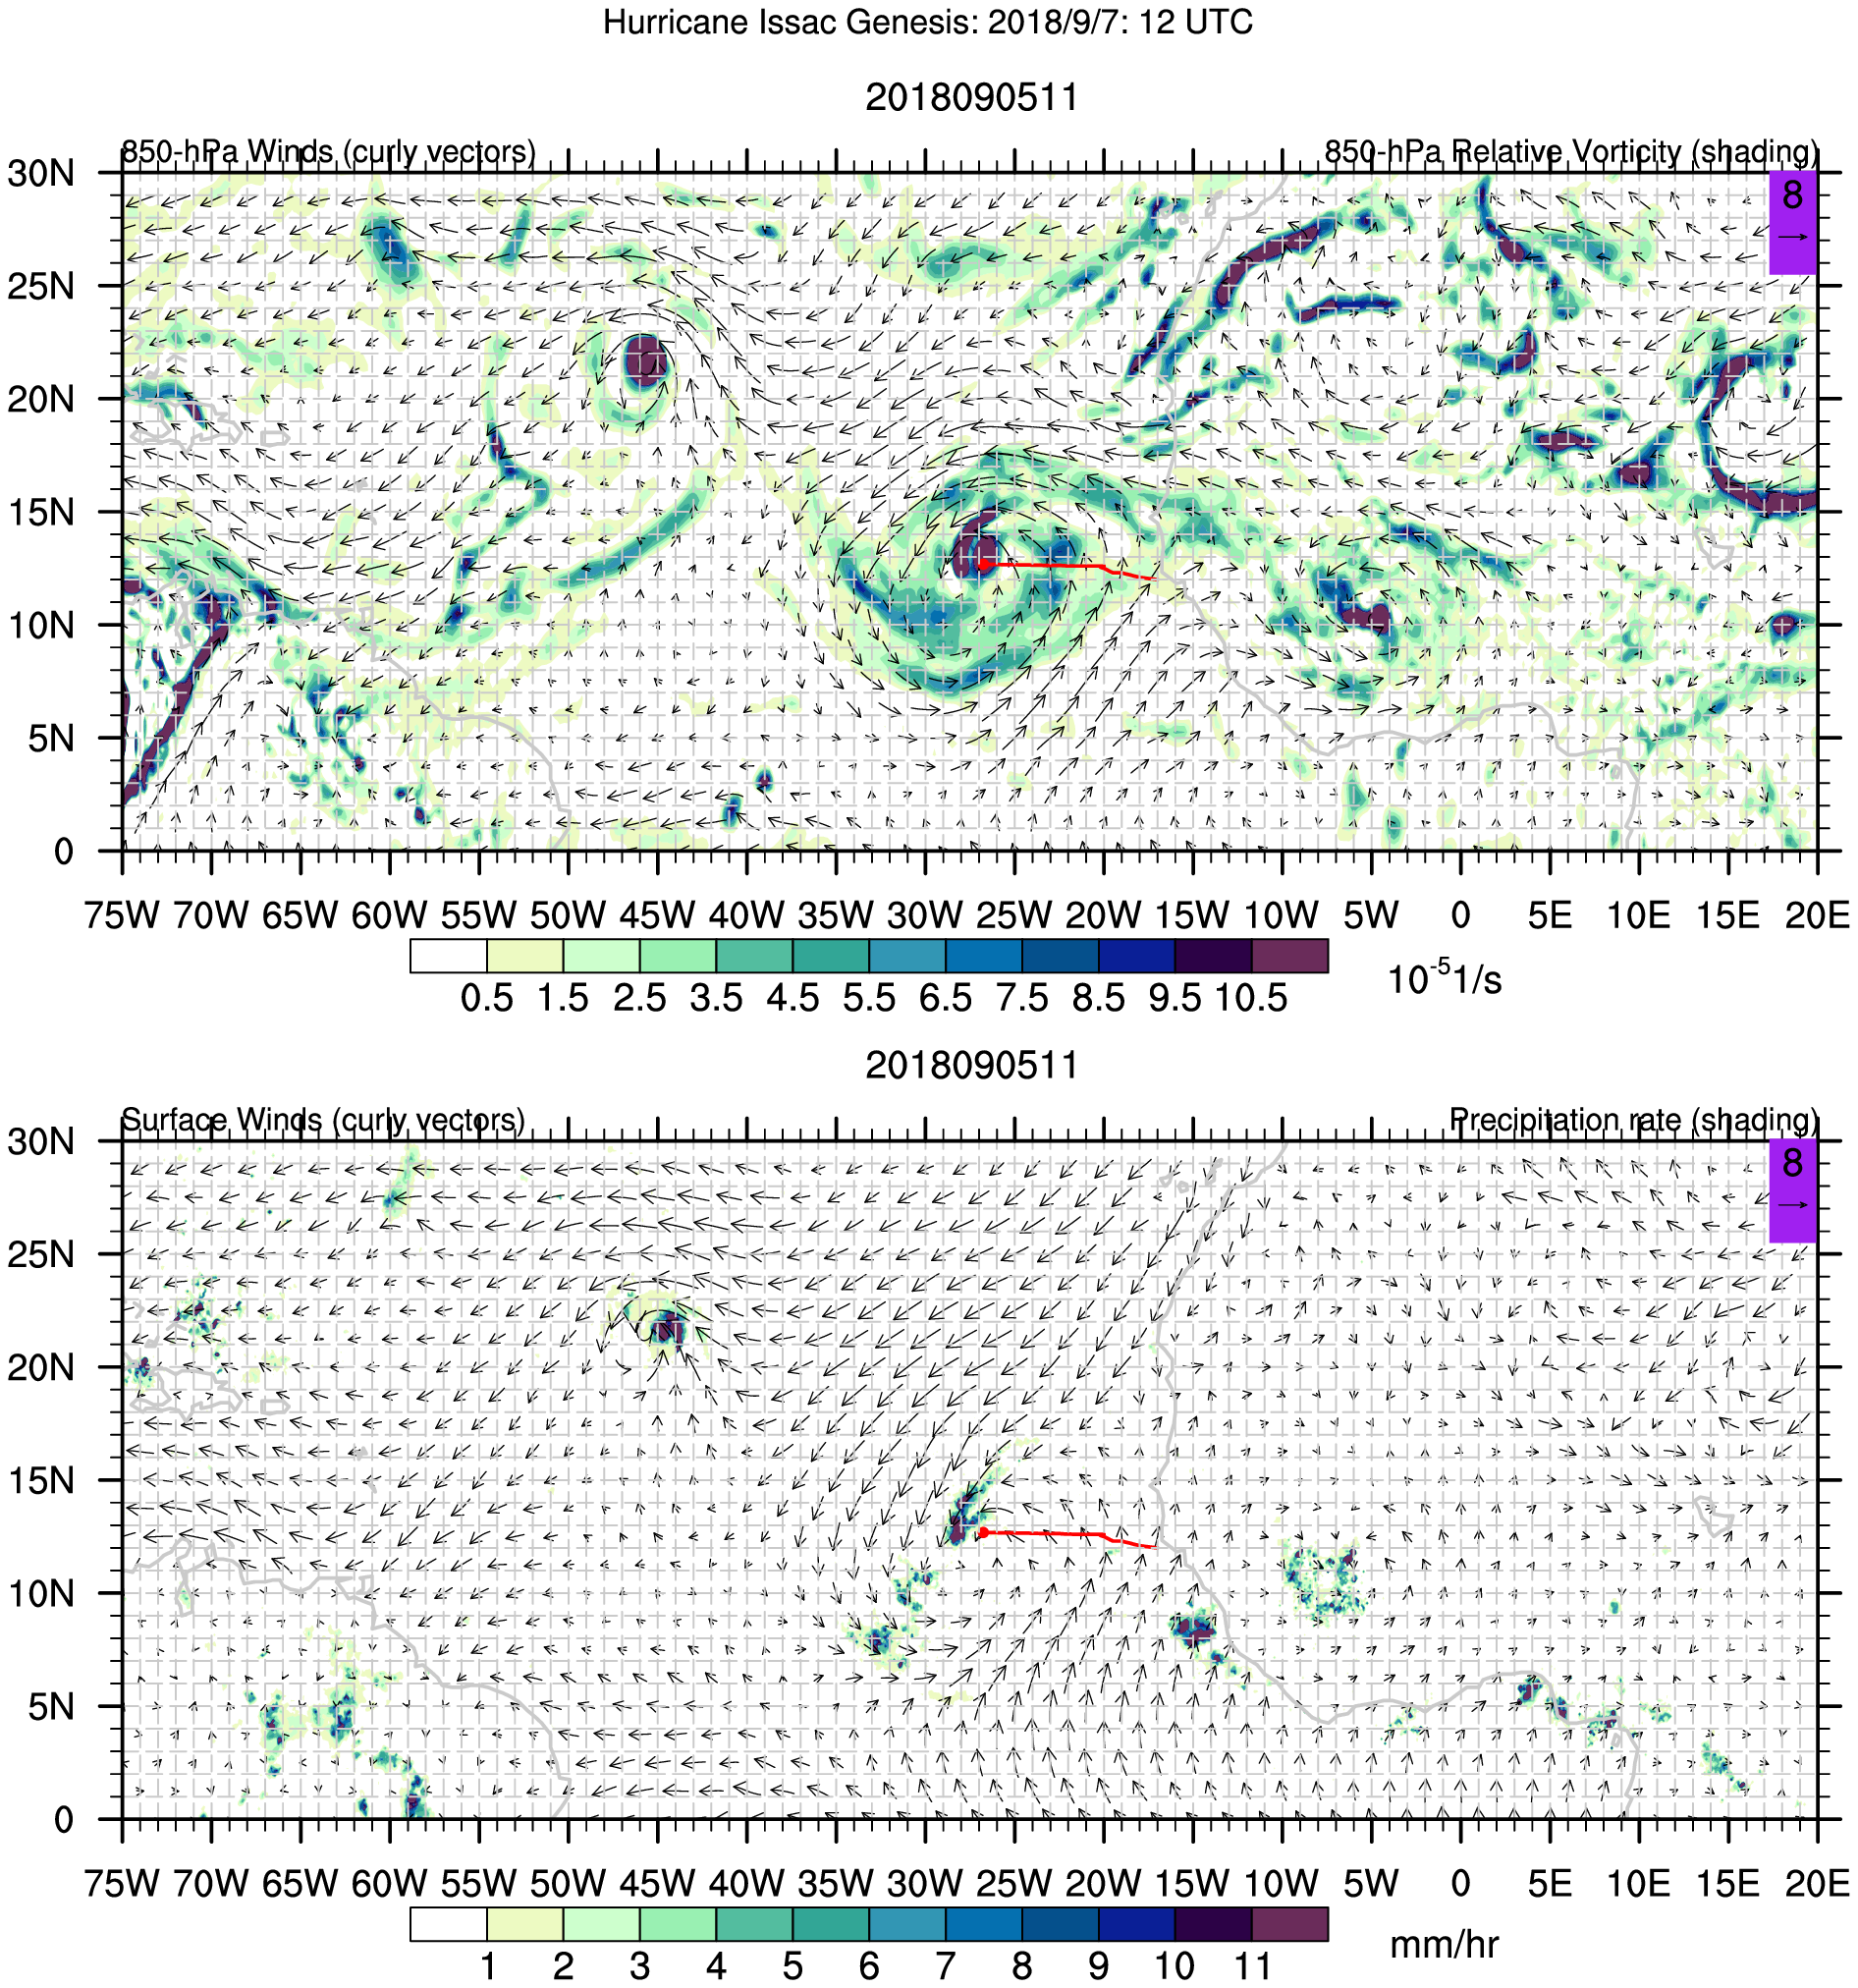 Hurricane Issac Genesis: 2018/9/7: 12 UTC
2018090511
850-hPa Winds (curly vectors) 850-hPa Relative Vorticity (shading)
30N
8
25N
20N
15N
10N
5N
0
75W 70W 65W 60W 55W 50W 45W 40W 35W 30W 25W 20W 15W 10W 5W 0 5E 10E 15E 20E
0.5 1.5 2.5 3.5 4.5 5.5 6.5 7.5 8.5 9.5 10.5
10⁻⁵1/s
2018090511
Surface Winds (curly vectors) Precipitation rate (shading)
30N
8
25N
20N
15N
10N
5N
0
75W 70W 65W 60W 55W 50W 45W 40W 35W 30W 25W 20W 15W 10W 5W 0 5E 10E 15E 20E
1 2 3 4 5 6 7 8 9 10 11
mm/hr